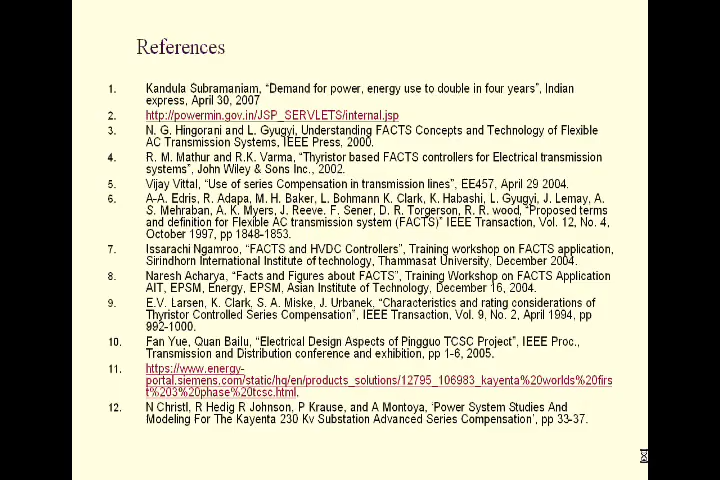 References
1. Kandula Subramaniam, "Demand for power, energy use to double in four years", Indian
express, April 30, 2007
2. http://powermin.gov.in/JSP_SERVLETS/internal.jsp
3. N. G. Hingorani and L. Gyugyi, Understanding FACTS Concepts and Technology of Flexible
AC Transmission Systems, IEEE Press, 2000.
4. R. M. Mathur and R.K. Varma, "Thyristor based FACTS controllers for Electrical transmission
systems", John Wiley & Sons Inc., 2002.
5. Vijay Vittal, "Use of series Compensation in transmission lines", EE457, April 29 2004.
6. A-A. Edris, R. Adapa, M. H. Baker, L. Bohmann K. Clark, K. Habashi, L. Gyugyi, J. Lemay, A.
S. Mehraban, A. K. Myers, J. Reeve. F. Sener, D. R. Torgerson, R. R. wood, "Proposed terms
and definition for Flexible AC transmission system (FACTS)" IEEE Transaction, Vol. 12, No. 4,
October 1997, pp 1848-1853.
7. Issarachi Ngamroo, "FACTS and HVDC Controllers", Training workshop on FACTS application,
Sirindhorn International Institute of technology, Thammasat University, December 2004.
8. Naresh Acharya, "Facts and Figures about FACTS", Training Workshop on FACTS Application
AIT, EPSM, Energy, EPSM, Asian Institute of Technology, December 16, 2004.
9. E.V. Larsen, K. Clark, S. A. Miske, J. Urbanek, "Characteristics and rating considerations of
Thyristor Controlled Series Compensation", IEEE Transaction, Vol. 9, No. 2, April 1994, pp
992-1000.
10. Fan Yue, Quan Bailu, "Electrical Design Aspects of Pingguo TCSC Project", IEEE Proc.,
Transmission and Distribution conference and exhibition, pp 1-6, 2005.
11. https://www.energy-
portal.siemens.com/static/hq/en/products_solutions/12795_106983_kayenta%20worlds%20firs
t%203%20phase%20tcsc.html.
12. N Christl, R Hedig R Johnson, P Krause, and A Montoya, 'Power System Studies And
Modeling For The Kayenta 230 Kv Substation Advanced Series Compensation', pp 33-37.